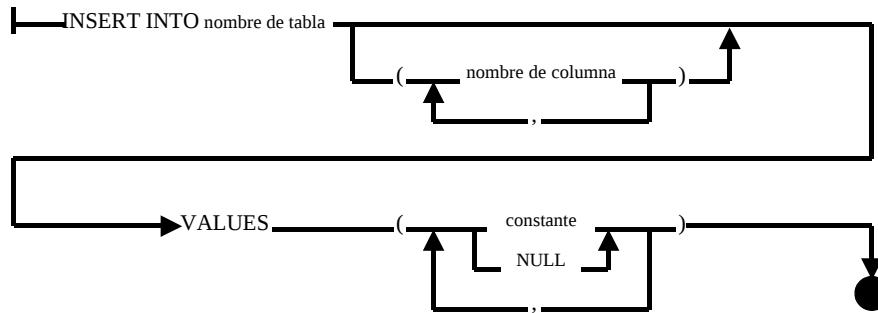 INSERT INTO nombre de tabla
( nombre de columna )
,
VALUES ( constante )
NULL
,